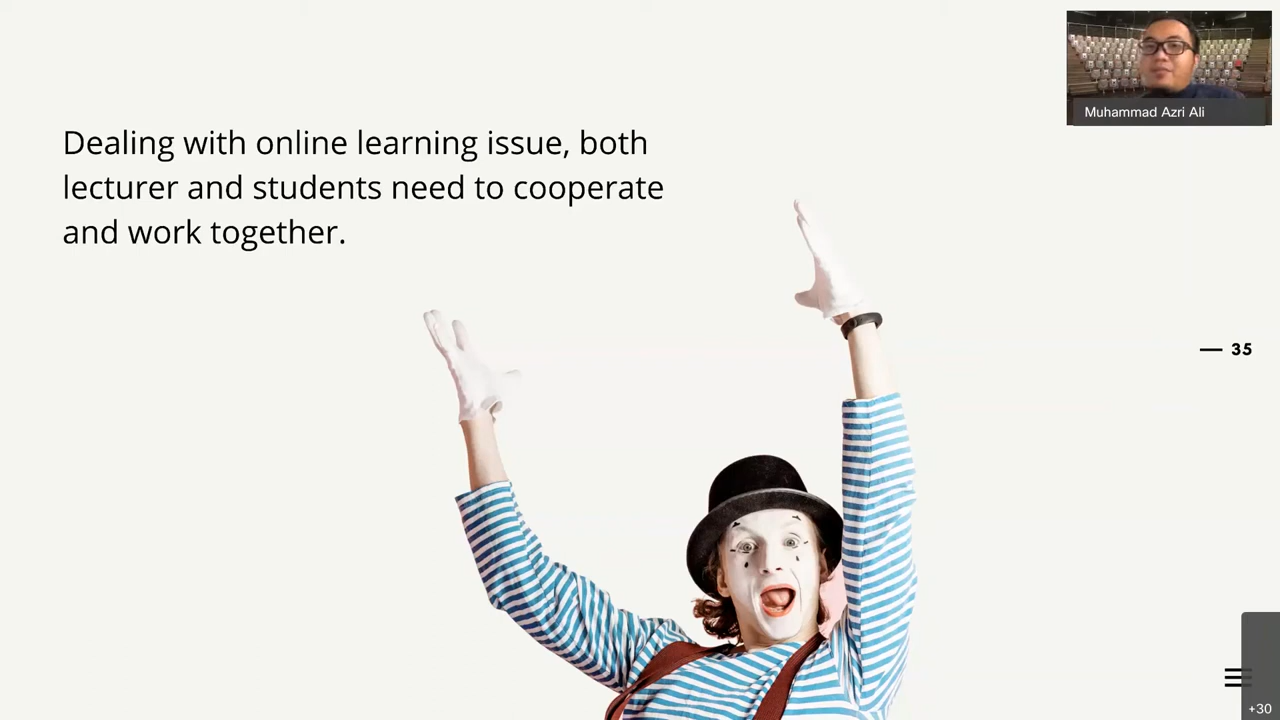 Muhammad Azri Ali
Dealing with online learning issue, both
lecturer and students need to cooperate
and work together.
35
+30